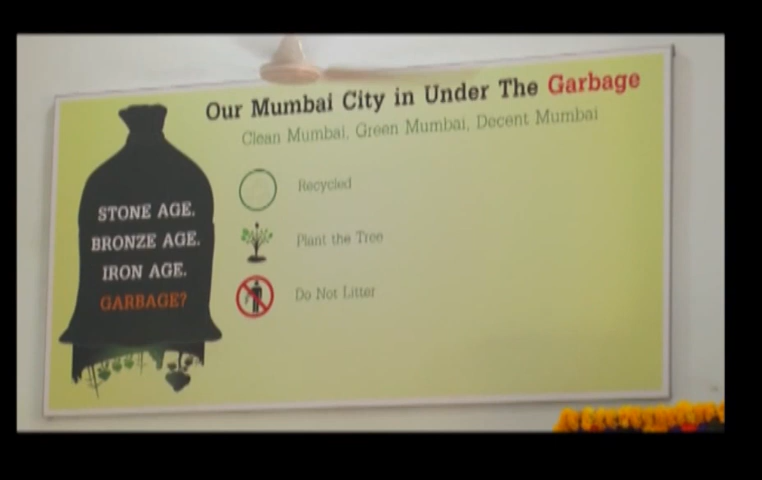 Our Mumbai City in Under The Garbage
Clean Mumbai, Green Mumbai, Decent Mumbai
STONE AGE.
BRONZE AGE.
IRON AGE.
GARBAGE?
Recycled
Plant the Tree
Do Not Litter